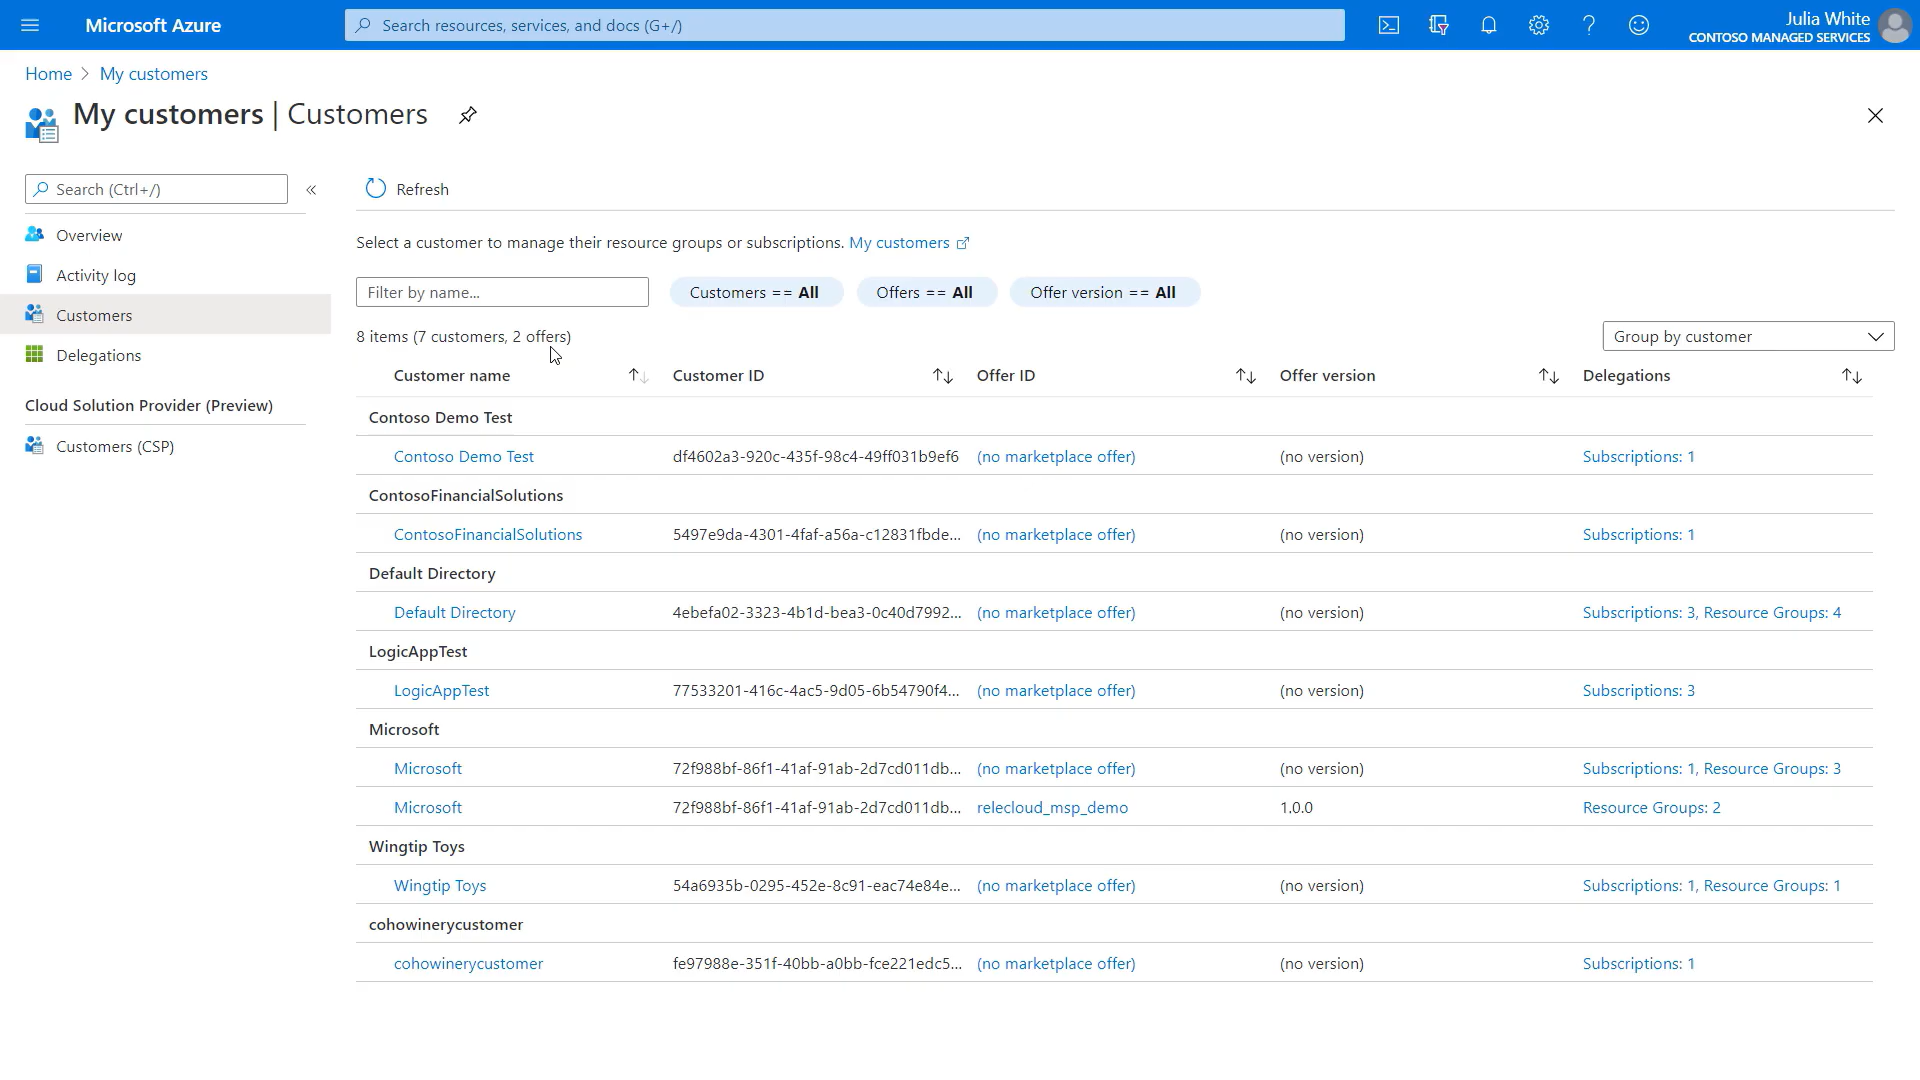 Microsoft Azure
Search resources, services, and docs (G+/)
Julia White
CONTOSO MANAGED SERVICES
Home > My customers
My customers | Customers
Search (Ctrl+/)
«
Overview
Activity log
Customers
Delegations
Cloud Solution Provider (Preview)
Customers (CSP)
Refresh
Select a customer to manage their resource groups or subscriptions. My customers
Filter by name...
Customers == All
Offers == All
Offer version == All
8 items (7 customers, 2 offers)
Group by customer
Customer name Customer ID Offer ID Offer version Delegations
Contoso Demo Test
Contoso Demo Test df4602a3-920c-435f-98c4-49ff031b9ef6 (no marketplace offer) (no version) Subscriptions: 1
ContosoFinancialSolutions
ContosoFinancialSolutions 5497e9da-4301-4faf-a56a-c12831fbde... (no marketplace offer) (no version) Subscriptions: 1
Default Directory
Default Directory 4ebefa02-3323-4b1d-bea3-0c40d7992... (no marketplace offer) (no version) Subscriptions: 3, Resource Groups: 4
LogicAppTest
LogicAppTest 77533201-416c-4ac5-9d05-6b54790f4... (no marketplace offer) (no version) Subscriptions: 3
Microsoft
Microsoft 72f988bf-86f1-41af-91ab-2d7cd011db... (no marketplace offer) (no version) Subscriptions: 1, Resource Groups: 3
Microsoft 72f988bf-86f1-41af-91ab-2d7cd011db... relecloud_msp_demo 1.0.0 Resource Groups: 2
Wingtip Toys
Wingtip Toys 54a6935b-0295-452e-8c91-eac74e84e... (no marketplace offer) (no version) Subscriptions: 1, Resource Groups: 1
cohowinerycustomer
cohowinerycustomer fe97988e-351f-40bb-a0bb-fce221edc5... (no marketplace offer) (no version) Subscriptions: 1